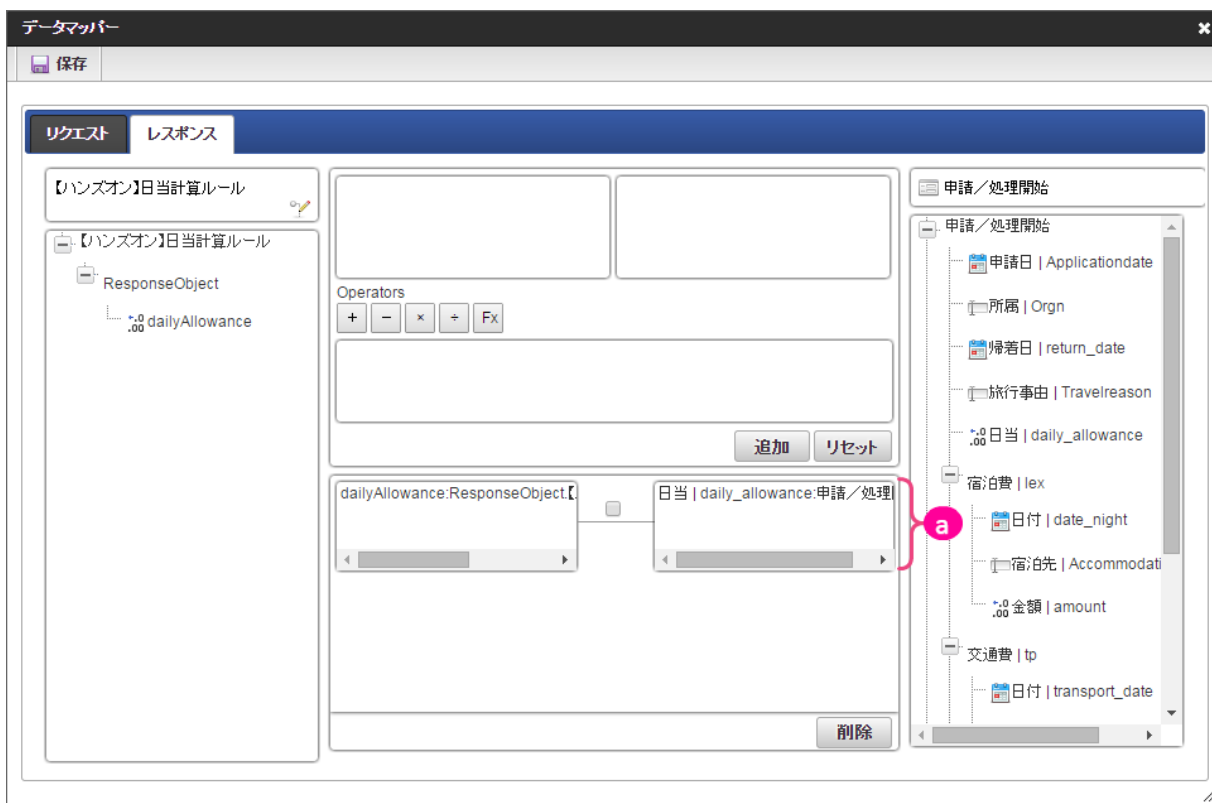 データマッパー
保存
リクエスト レスポンス
【ハンズオン】日当計算ルール
【ハンズオン】日当計算ルール
ResponseObject
dailyAllowance
Operators
+ − × ÷ Fx
追加 リセット
dailyAllowance:ResponseObject.【.
日当 | daily_allowance:申請／処理
a
削除
申請／処理開始
申請／処理開始
申請日 | Applicationdate
所属 | Orgn
帰着日 | return_date
旅行事由 | Travelreason
日当 | daily_allowance
宿泊費 | lex
日付 | date_night
宿泊先 | Accommodati
金額 | amount
交通費 | tp
日付 | transport_date